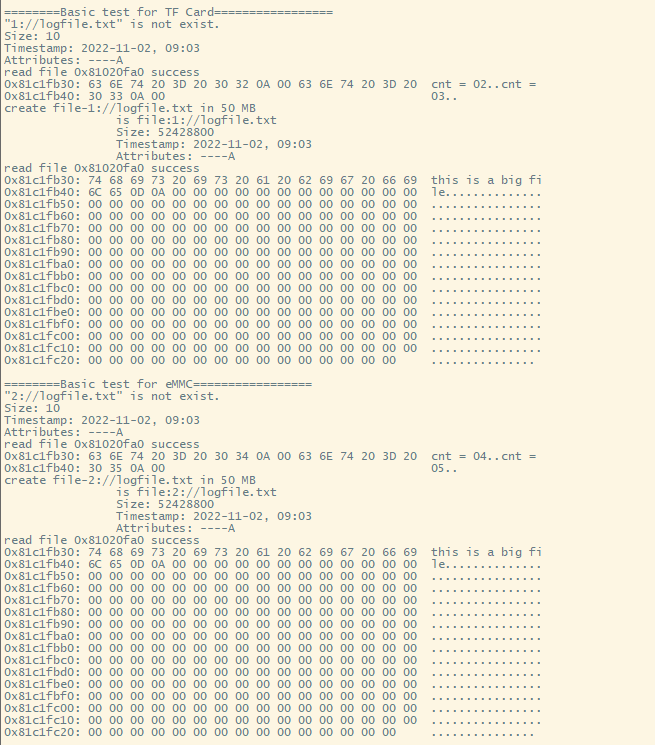 ========Basic test for TF Card=================
"1://logfile.txt" is not exist.
Size: 10
Timestamp: 2022-11-02, 09:03
Attributes: ----A
read file 0x81020fa0 success
0x81c1fb30: 63 6E 74 20 3D 20 30 32 0A 00 63 6E 74 20 3D 20  cnt = 02..cnt =
0x81c1fb40: 30 33 0A 00                                      03..
create file-1://logfile.txt in 50 MB
                is file:1://logfile.txt
                Size: 52428800
                Timestamp: 2022-11-02, 09:03
                Attributes: ----A
read file 0x81020fa0 success
0x81c1fb30: 74 68 69 73 20 69 73 20 61 20 62 69 67 20 66 69  this is a big fi
0x81c1fb40: 6C 65 0D 0A 00 00 00 00 00 00 00 00 00 00 00 00  le..............
0x81c1fb50: 00 00 00 00 00 00 00 00 00 00 00 00 00 00 00 00  ................
0x81c1fb60: 00 00 00 00 00 00 00 00 00 00 00 00 00 00 00 00  ................
0x81c1fb70: 00 00 00 00 00 00 00 00 00 00 00 00 00 00 00 00  ................
0x81c1fb80: 00 00 00 00 00 00 00 00 00 00 00 00 00 00 00 00  ................
0x81c1fb90: 00 00 00 00 00 00 00 00 00 00 00 00 00 00 00 00  ................
0x81c1fba0: 00 00 00 00 00 00 00 00 00 00 00 00 00 00 00 00  ................
0x81c1fbb0: 00 00 00 00 00 00 00 00 00 00 00 00 00 00 00 00  ................
0x81c1fbc0: 00 00 00 00 00 00 00 00 00 00 00 00 00 00 00 00  ................
0x81c1fbd0: 00 00 00 00 00 00 00 00 00 00 00 00 00 00 00 00  ................
0x81c1fbe0: 00 00 00 00 00 00 00 00 00 00 00 00 00 00 00 00  ................
0x81c1fbf0: 00 00 00 00 00 00 00 00 00 00 00 00 00 00 00 00  ................
0x81c1fc00: 00 00 00 00 00 00 00 00 00 00 00 00 00 00 00 00  ................
0x81c1fc10: 00 00 00 00 00 00 00 00 00 00 00 00 00 00 00 00  ................
0x81c1fc20: 00 00 00 00 00 00 00 00 00 00 00 00 00 00 00     ...............

========Basic test for eMMC=================
"2://logfile.txt" is not exist.
Size: 10
Timestamp: 2022-11-02, 09:03
Attributes: ----A
read file 0x81020fa0 success
0x81c1fb30: 63 6E 74 20 3D 20 30 34 0A 00 63 6E 74 20 3D 20  cnt = 04..cnt =
0x81c1fb40: 30 35 0A 00                                      05..
create file-2://logfile.txt in 50 MB
                is file:2://logfile.txt
                Size: 52428800
                Timestamp: 2022-11-02, 09:03
                Attributes: ----A
read file 0x81020fa0 success
0x81c1fb30: 74 68 69 73 20 69 73 20 61 20 62 69 67 20 66 69  this is a big fi
0x81c1fb40: 6C 65 0D 0A 00 00 00 00 00 00 00 00 00 00 00 00  le..............
0x81c1fb50: 00 00 00 00 00 00 00 00 00 00 00 00 00 00 00 00  ................
0x81c1fb60: 00 00 00 00 00 00 00 00 00 00 00 00 00 00 00 00  ................
0x81c1fb70: 00 00 00 00 00 00 00 00 00 00 00 00 00 00 00 00  ................
0x81c1fb80: 00 00 00 00 00 00 00 00 00 00 00 00 00 00 00 00  ................
0x81c1fb90: 00 00 00 00 00 00 00 00 00 00 00 00 00 00 00 00  ................
0x81c1fba0: 00 00 00 00 00 00 00 00 00 00 00 00 00 00 00 00  ................
0x81c1fbb0: 00 00 00 00 00 00 00 00 00 00 00 00 00 00 00 00  ................
0x81c1fbc0: 00 00 00 00 00 00 00 00 00 00 00 00 00 00 00 00  ................
0x81c1fbd0: 00 00 00 00 00 00 00 00 00 00 00 00 00 00 00 00  ................
0x81c1fbe0: 00 00 00 00 00 00 00 00 00 00 00 00 00 00 00 00  ................
0x81c1fbf0: 00 00 00 00 00 00 00 00 00 00 00 00 00 00 00 00  ................
0x81c1fc00: 00 00 00 00 00 00 00 00 00 00 00 00 00 00 00 00  ................
0x81c1fc10: 00 00 00 00 00 00 00 00 00 00 00 00 00 00 00 00  ................
0x81c1fc20: 00 00 00 00 00 00 00 00 00 00 00 00 00 00 00     ...............